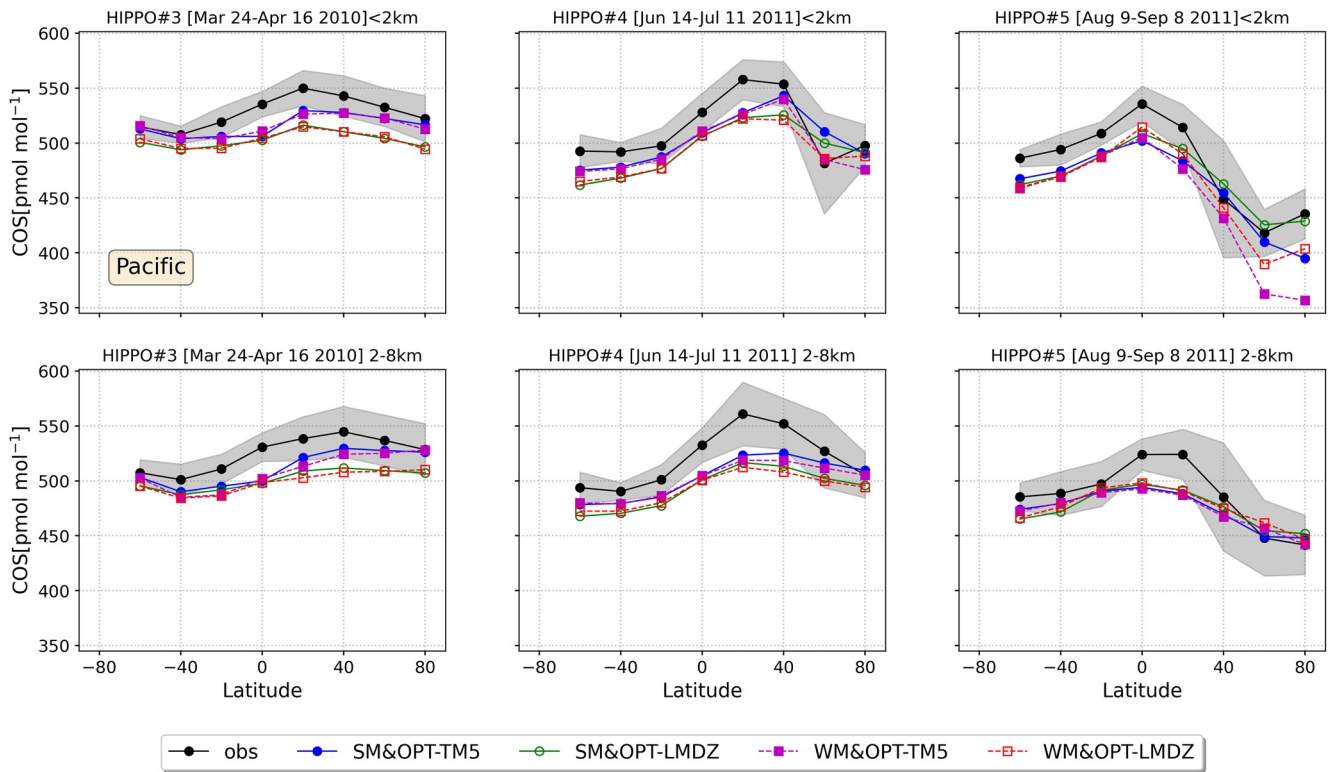 HIPPO#3 [Mar 24-Apr 16 2010]<2km
HIPPO#4 [Jun 14-Jul 11 2011]<2km
HIPPO#5 [Aug 9-Sep 8 2011]<2km
COS[pmol mol⁻¹]
600
550
500
450
400
350
Pacific
HIPPO#3 [Mar 24-Apr 16 2010] 2-8km
HIPPO#4 [Jun 14-Jul 11 2011] 2-8km
HIPPO#5 [Aug 9-Sep 8 2011] 2-8km
COS[pmol mol⁻¹]
600
550
500
450
400
350
−80 −40 0 40 80
−80 −40 0 40 80
−80 −40 0 40 80
Latitude
Latitude
Latitude
obs SM&OPT-TM5 SM&OPT-LMDZ WM&OPT-TM5 WM&OPT-LMDZ